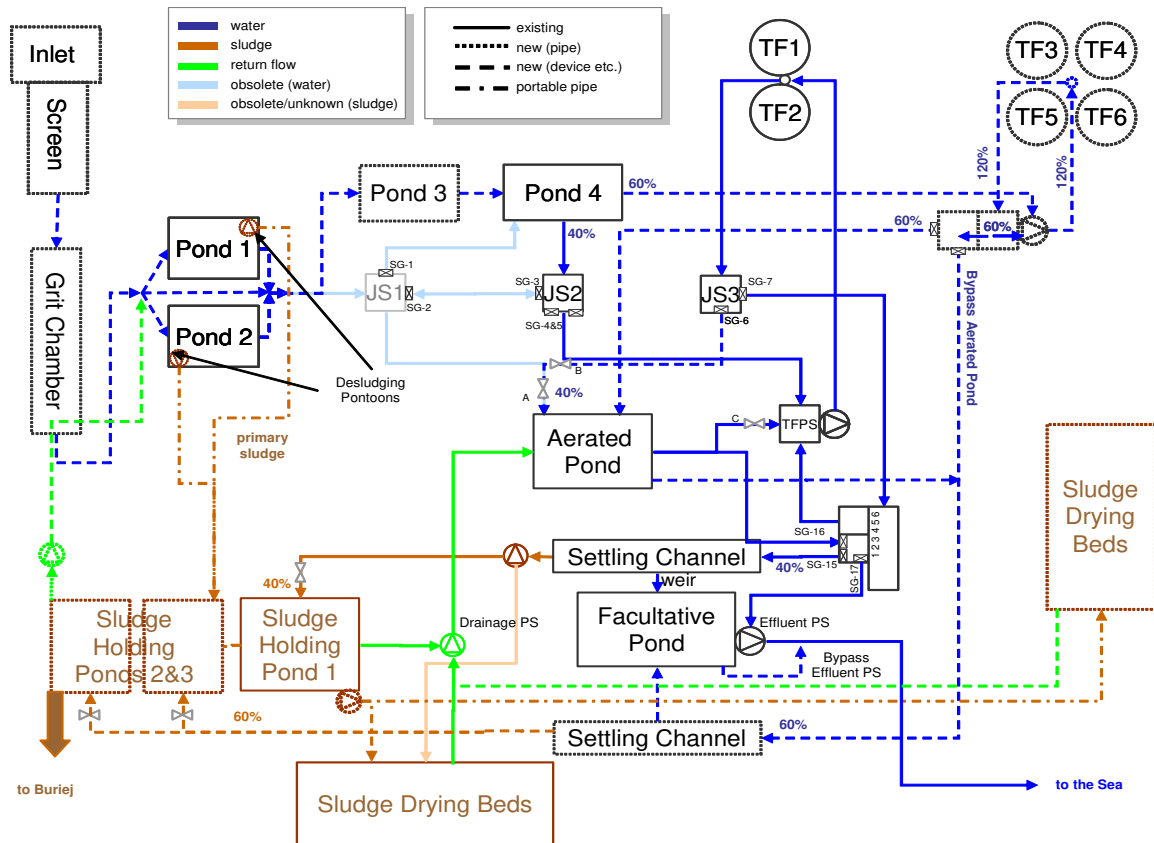 Inlet
Screen
Grit Chamber
water
sludge
return flow
obsolete (water)
obsolete/unknown (sludge)
existing
new (pipe)
new (device etc.)
portable pipe
TF1
TF2
TF3
TF4
TF5
TF6
120%
120%
Pond 3
Pond 4
60%
60%
60%
40%
Pond 1
Pond 2
SG-1
JS1
SG-2
SG-3
JS2
SG-4&5
JS3
SG-7
SG-6
Desludging
Pontoons
B
A
40%
C
TFPS
Bypass Aerated Pond
Aerated
Pond
primary
sludge
Sludge
Drying
Beds
SG-16
SG-15
SG-17
1 2 3 4 5 6
Settling Channel
40%
weir
40%
Facultative
Pond
Effluent PS
Bypass
Effluent PS
Drainage PS
Sludge
Holding
Ponds 2&3
Sludge
Holding
Pond 1
60%
Settling Channel
60%
to Buriej
Sludge Drying Beds
to the Sea